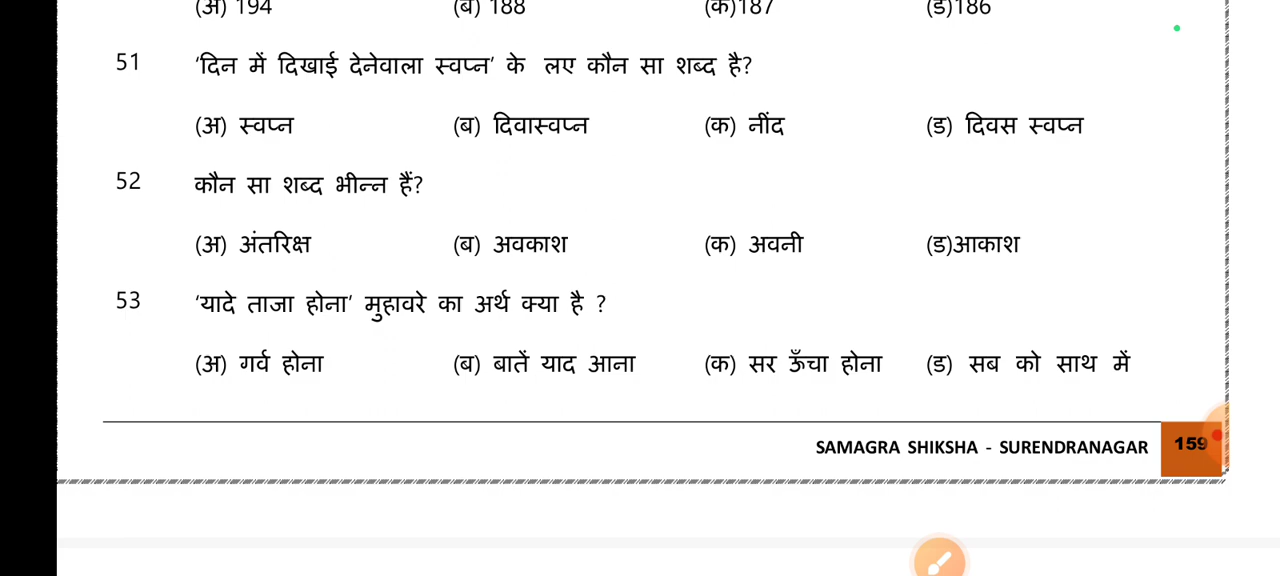 (अ) 194 (ब) 188 (क)187 (ड)186
51 'दिन में दिखाई देनेवाला स्वप्न' के लए कौन सा शब्द है?
(अ) स्वप्न (ब) दिवास्वप्न (क) नींद (ड) दिवस स्वप्न
52 कौन सा शब्द भीन्न हैं?
(अ) अंतरिक्ष (ब) अवकाश (क) अवनी (ड)आकाश
53 'यादे ताजा होना' मुहावरे का अर्थ क्या है ?
(अ) गर्व होना (ब) बातें याद आना (क) सर ऊँचा होना (ड) सब को साथ में
SAMAGRA SHIKSHA - SURENDRANAGAR 159